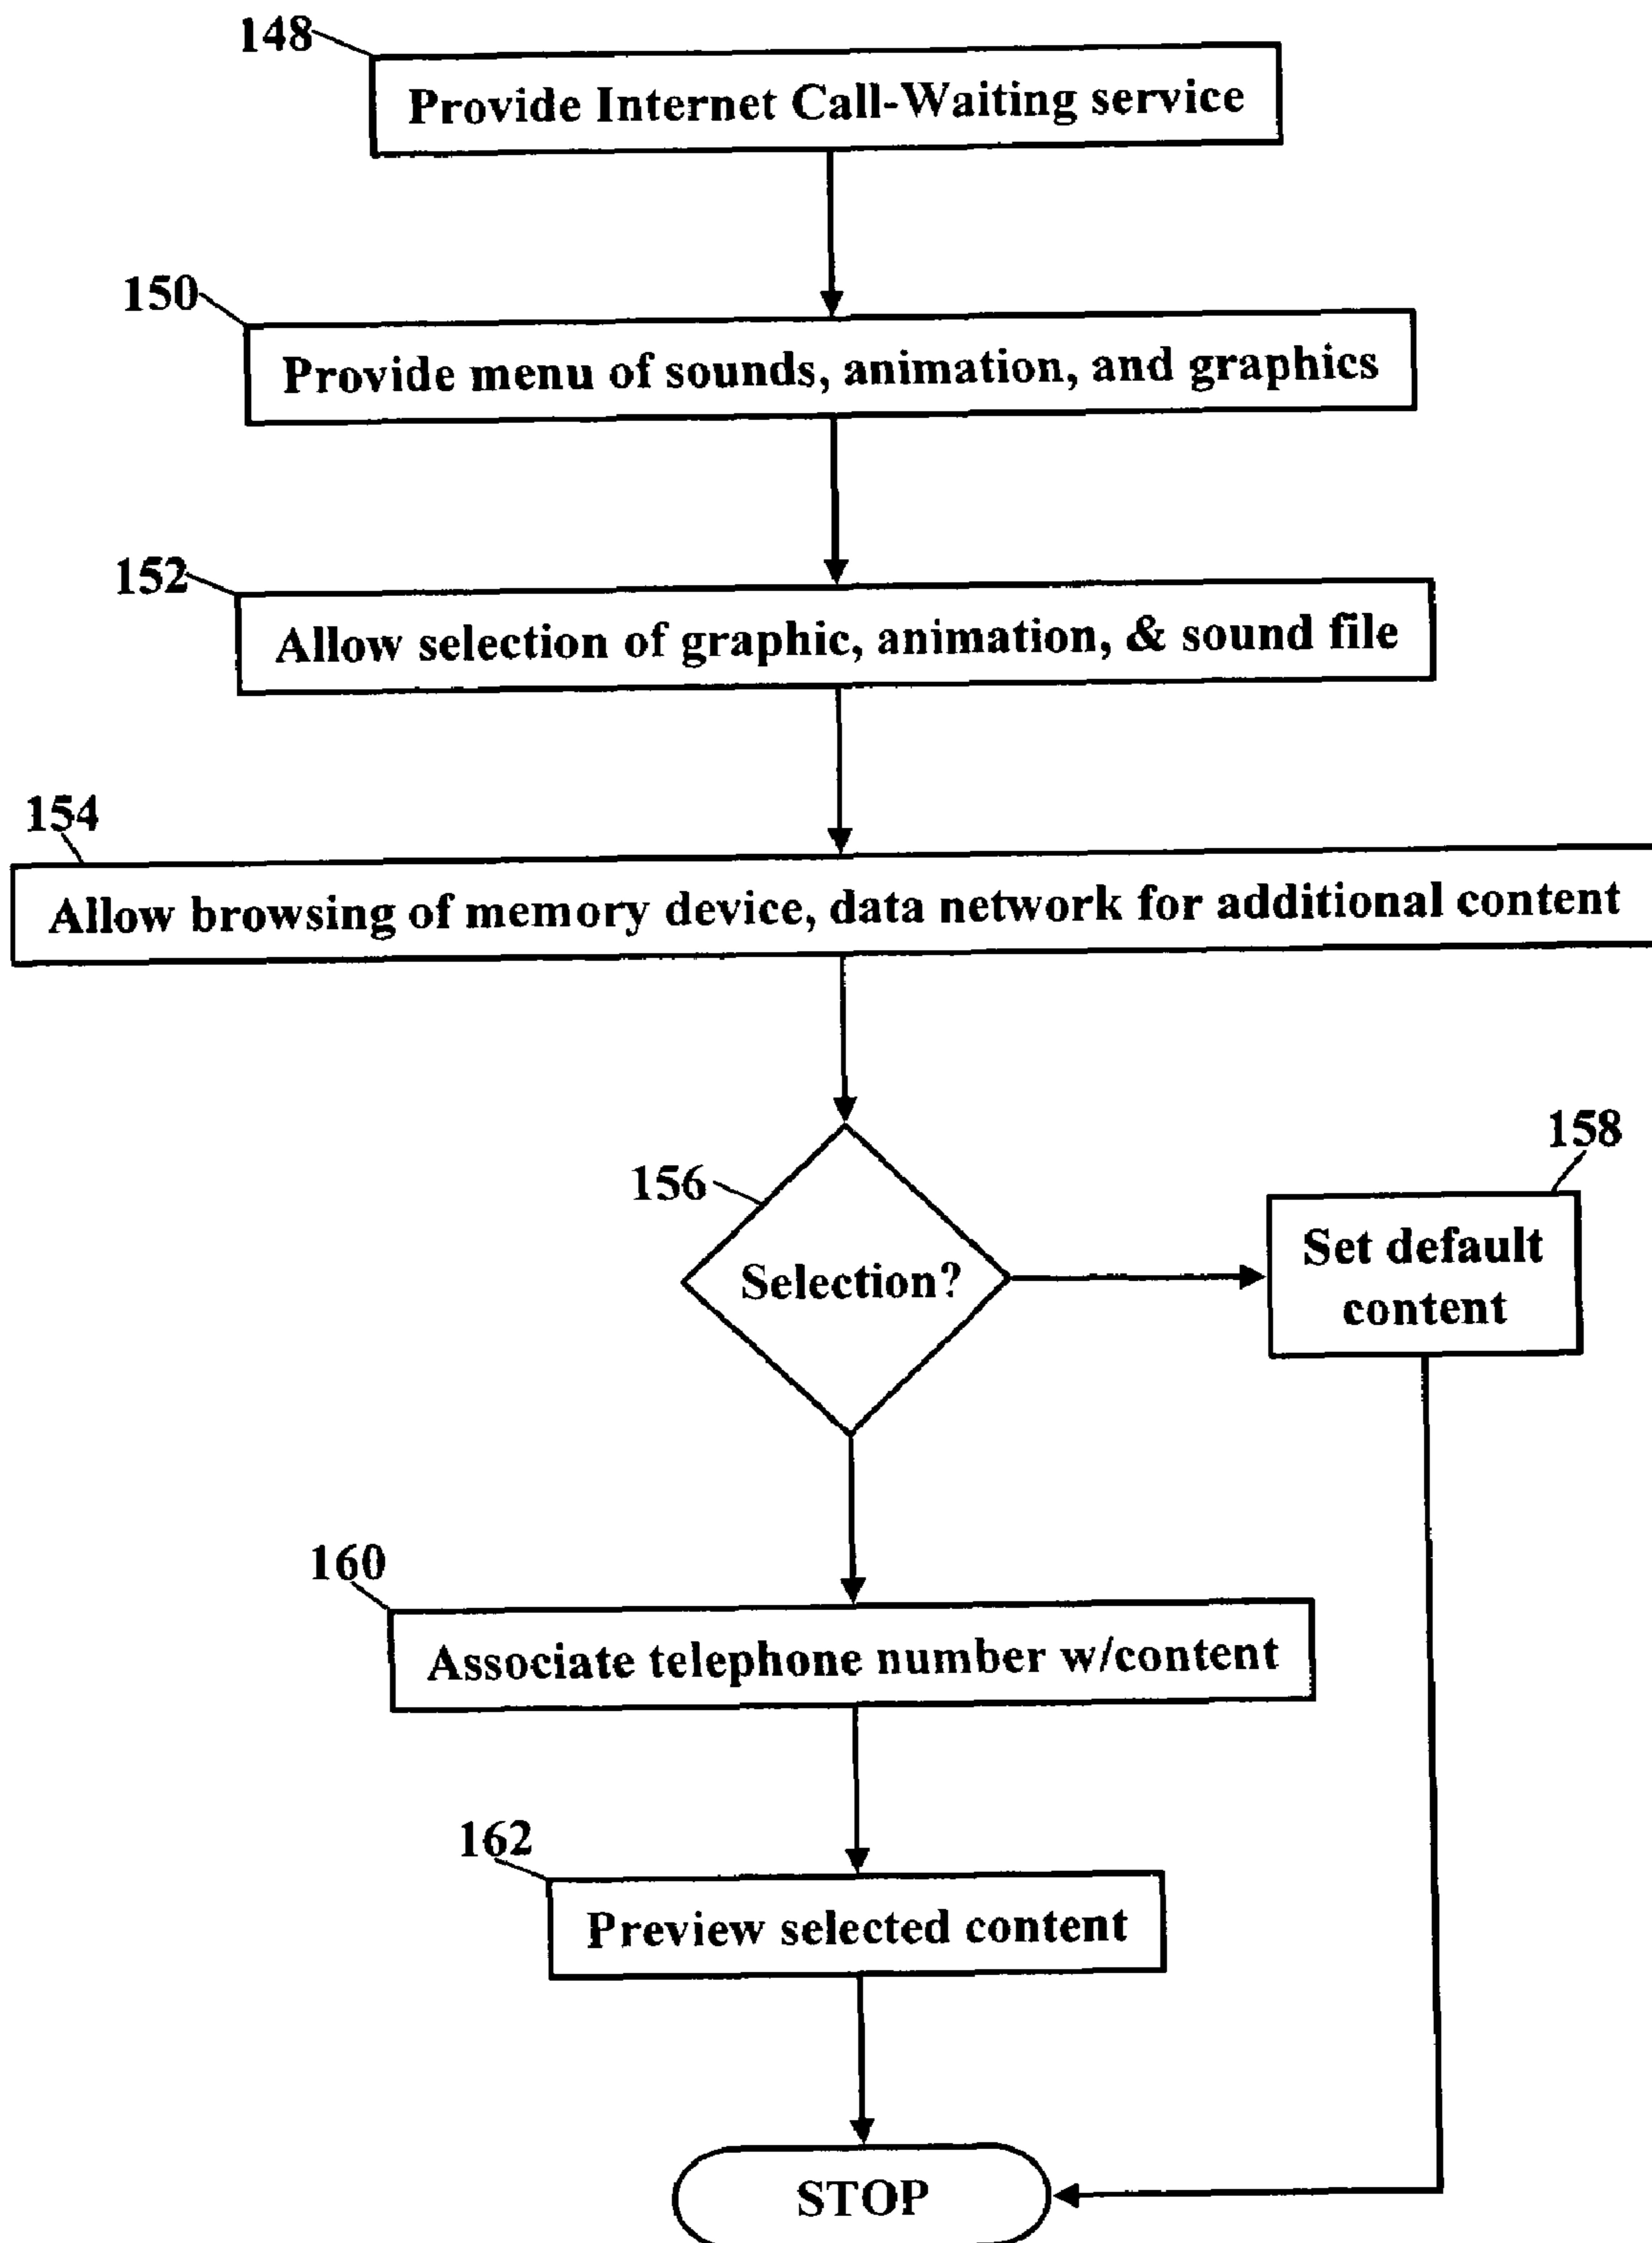 148
Provide Internet Call-Waiting service
150
Provide menu of sounds, animation, and graphics
152
Allow selection of graphic, animation, & sound file
154
Allow browsing of memory device, data network for additional content
156
Selection?
158
Set default
content
160
Associate telephone number w/content
162
Preview selected content
STOP